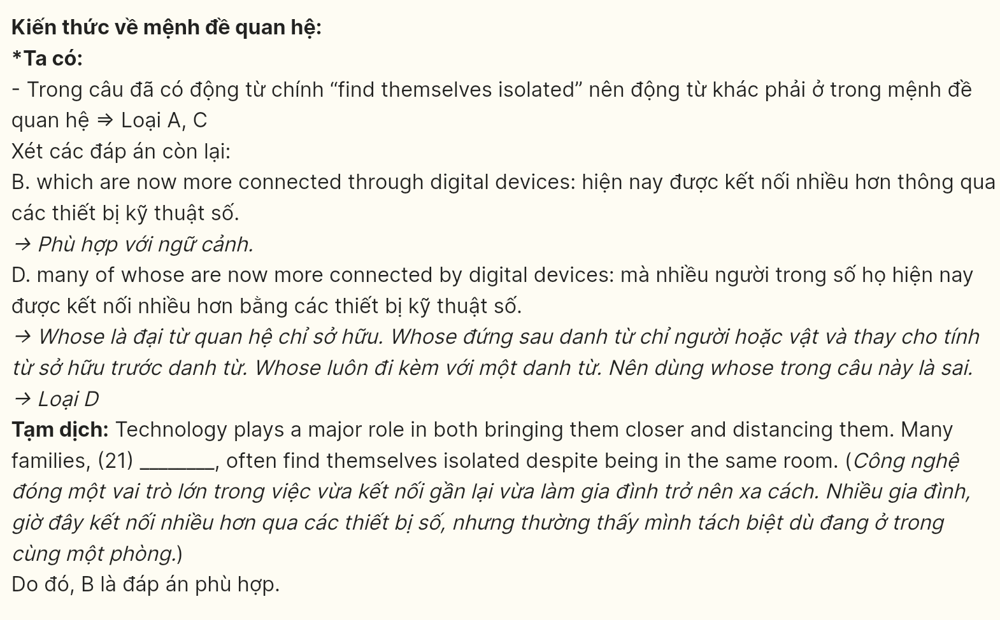 Kiến thức về mệnh đề quan hệ:
*Ta có:
- Trong câu đã có động từ chính “find themselves isolated” nên động từ khác phải ở trong mệnh đề
quan hệ ⇒ Loại A, C
Xét các đáp án còn lại:
B. which are now more connected through digital devices: hiện nay được kết nối nhiều hơn thông qua
các thiết bị kỹ thuật số.
→ Phù hợp với ngữ cảnh.
D. many of whose are now more connected by digital devices: mà nhiều người trong số họ hiện nay
được kết nối nhiều hơn bằng các thiết bị kỹ thuật số.
→ Whose là đại từ quan hệ chỉ sở hữu. Whose đứng sau danh từ chỉ người hoặc vật và thay cho tính
từ sở hữu trước danh từ. Whose luôn đi kèm với một danh từ. Nên dùng whose trong câu này là sai.
→ Loại D
Tạm dịch: Technology plays a major role in both bringing them closer and distancing them. Many
families, (21) ________, often find themselves isolated despite being in the same room. (Công nghệ
đóng một vai trò lớn trong việc vừa kết nối gần lại vừa làm gia đình trở nên xa cách. Nhiều gia đình,
giờ đây kết nối nhiều hơn qua các thiết bị số, nhưng thường thấy mình tách biệt dù đang ở trong
cùng một phòng.)
Do đó, B là đáp án phù hợp.